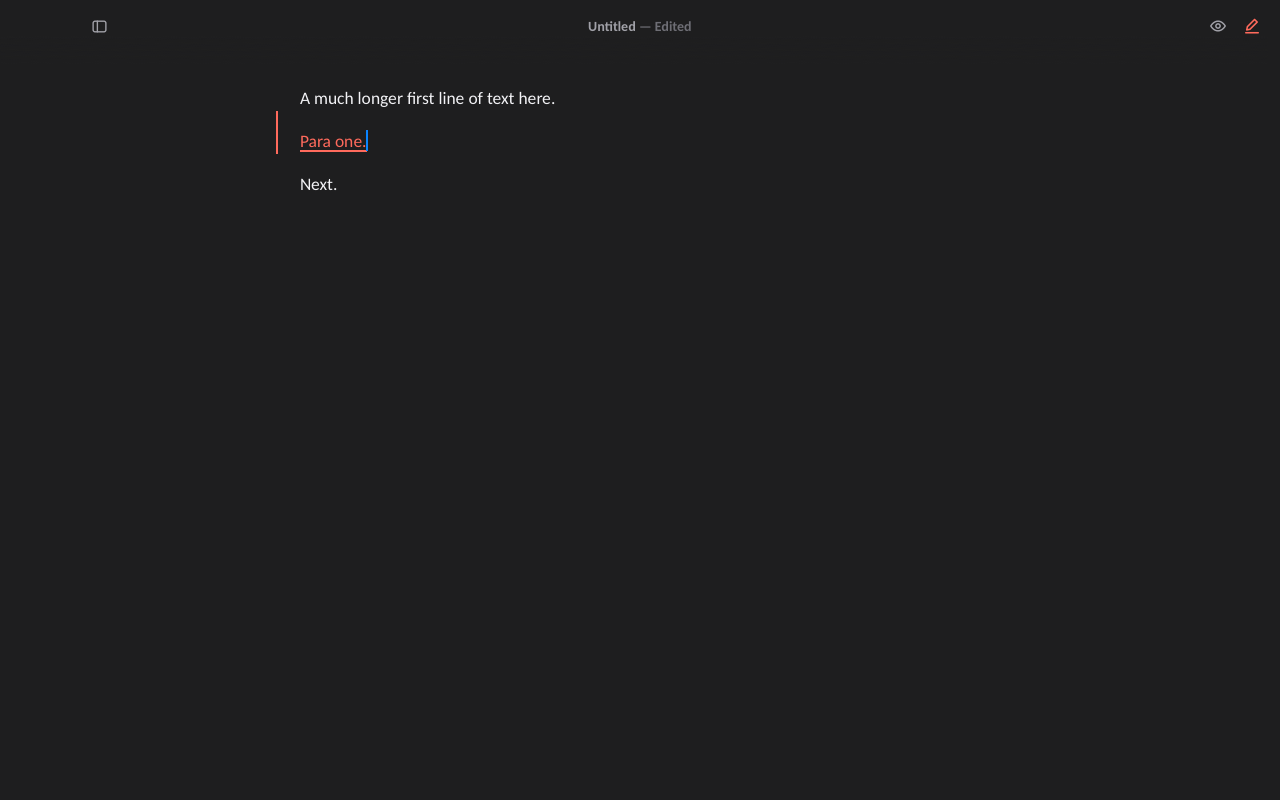 Untitled — Edited
A much longer first line of text here.
Para one.
Next.